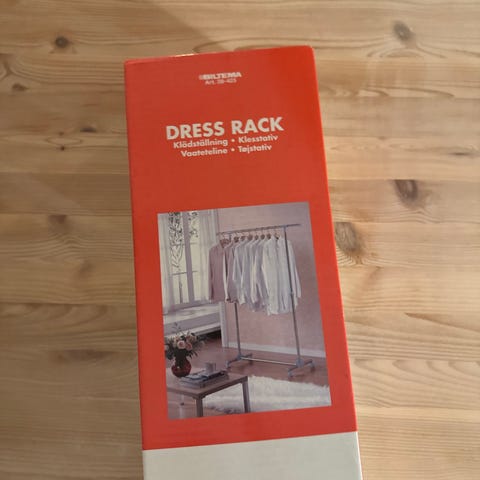 BILTEMA
Art. 38-423
DRESS RACK
Klädställning • Klesstativ
Vaateteline • Tøjstativ